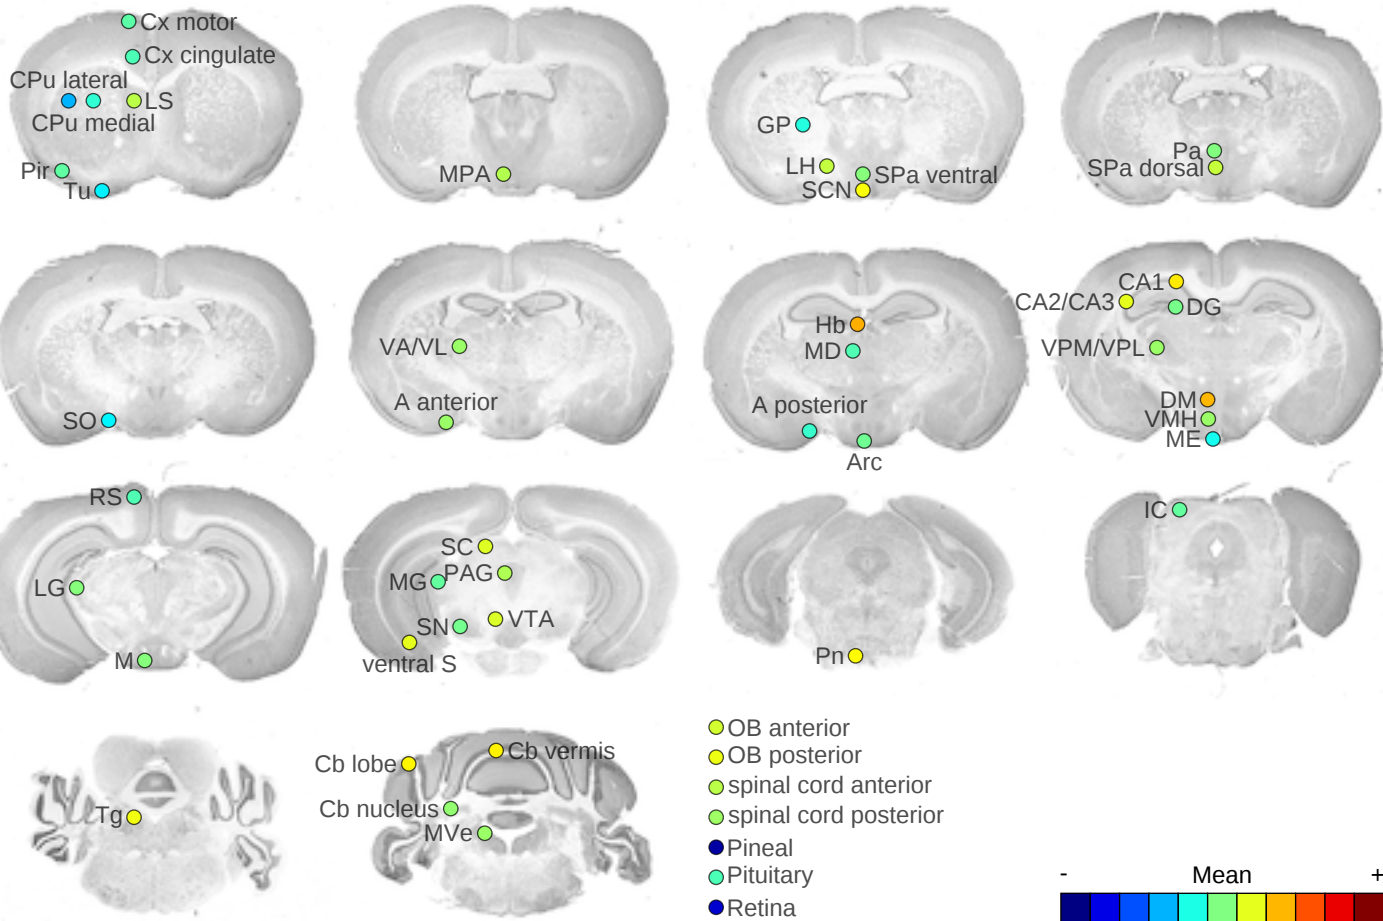 Cx motor
Cx cingulate
CPu lateral
LS
CPu medial
Pir
Tu
MPA
GP
LH
SPa ventral
SCN
Pa
SPa dorsal
SO
VA/VL
A anterior
Hb
MD
A posterior
Arc
CA1
CA2/CA3
DG
VPM/VPL
DM
VMH
ME
RS
LG
M
SC
MG
PAG
SN
VTA
ventral S
Pn
IC
Tg
Cb lobe
Cb vermis
Cb nucleus
MVe
OB anterior
OB posterior
spinal cord anterior
spinal cord posterior
Pineal
Pituitary
Retina
- Mean +